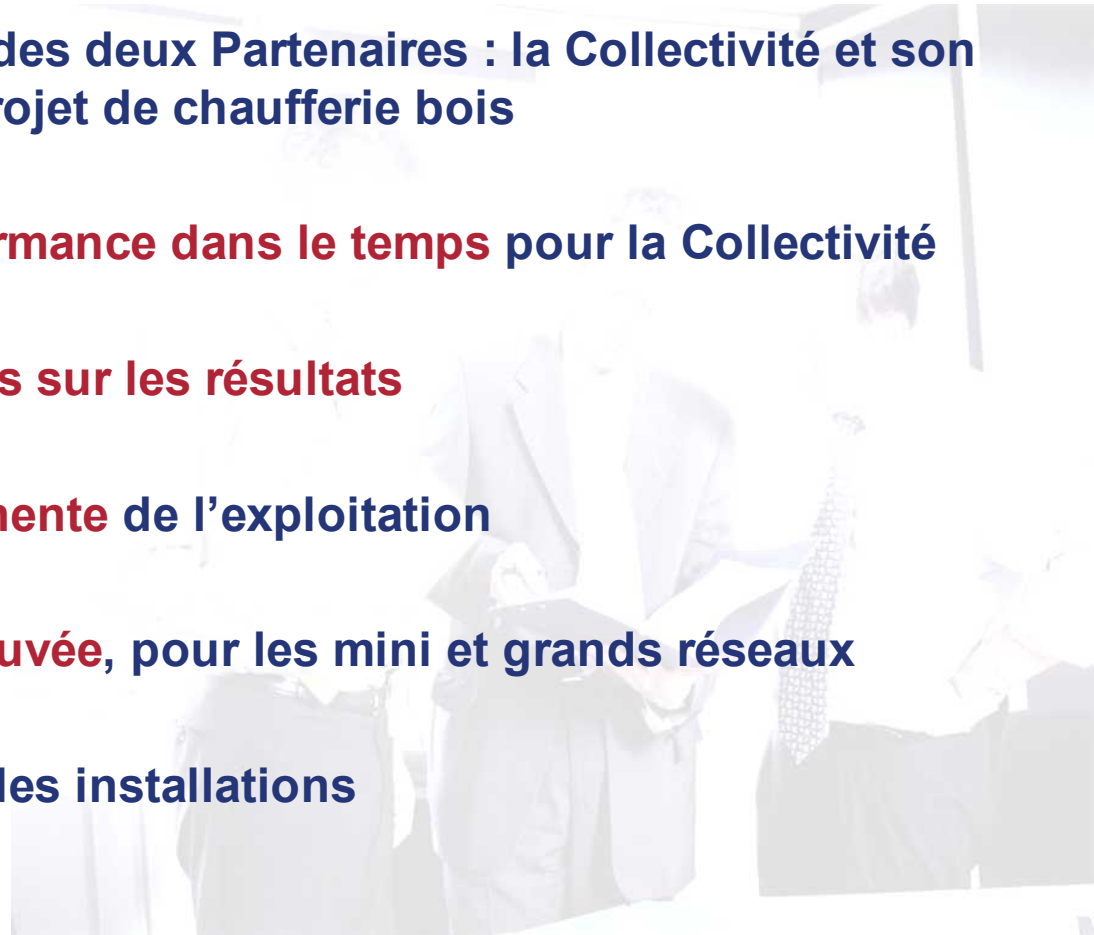 des deux Partenaires : la Collectivité et son
rojet de chaufferie bois
rmance dans le temps pour la Collectivité
s sur les résultats
nente de l’exploitation
uvée, pour les mini et grands réseaux
des installations